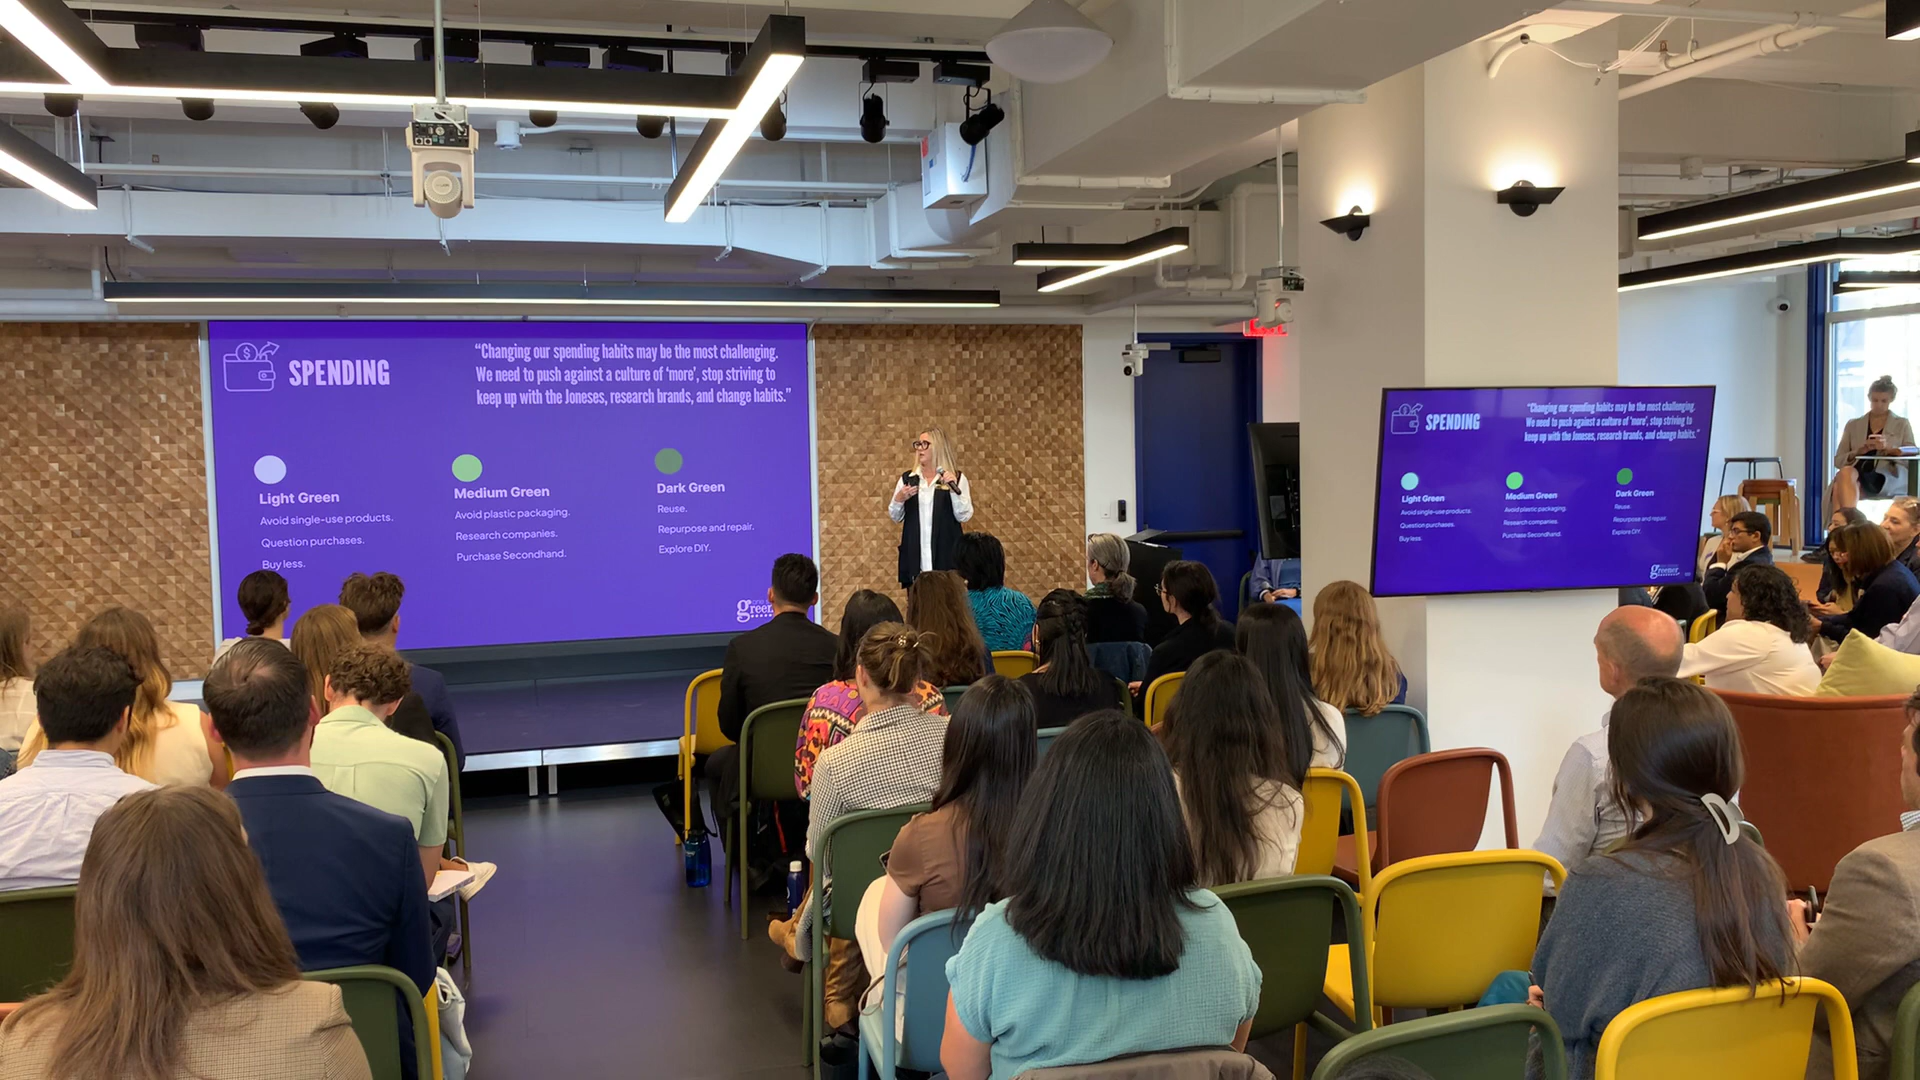 SPENDING
“Changing our spending habits may be the most challenging.
We need to push against a culture of ‘more’, stop striving to
keep up with the Joneses, research brands, and change habits.”
Light Green
Avoid single-use products.
Question purchases.
Buy less.
Medium Green
Avoid plastic packaging.
Research companies.
Purchase Secondhand.
Dark Green
Reuse.
Repurpose and repair.
Explore DIY.
SPENDING
“Changing our spending habits may be the most challenging.
We need to push against a culture of ‘more’, stop striving to
keep up with the Joneses, research brands, and change habits.”
Light Green
Avoid single-use products.
Question purchases.
Buy less.
Medium Green
Avoid plastic packaging.
Research companies.
Purchase Secondhand.
Dark Green
Reuse.
Repurpose and repair.
Explore DIY.
greener